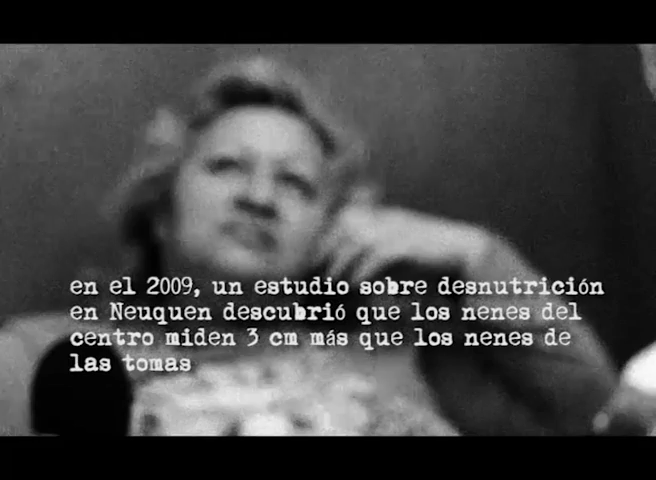 en el 2009, un estudio sobre desnutrición
en Neuquen descubrió que los nenes del
centro miden 3 cm más que los nenes de
las tomas